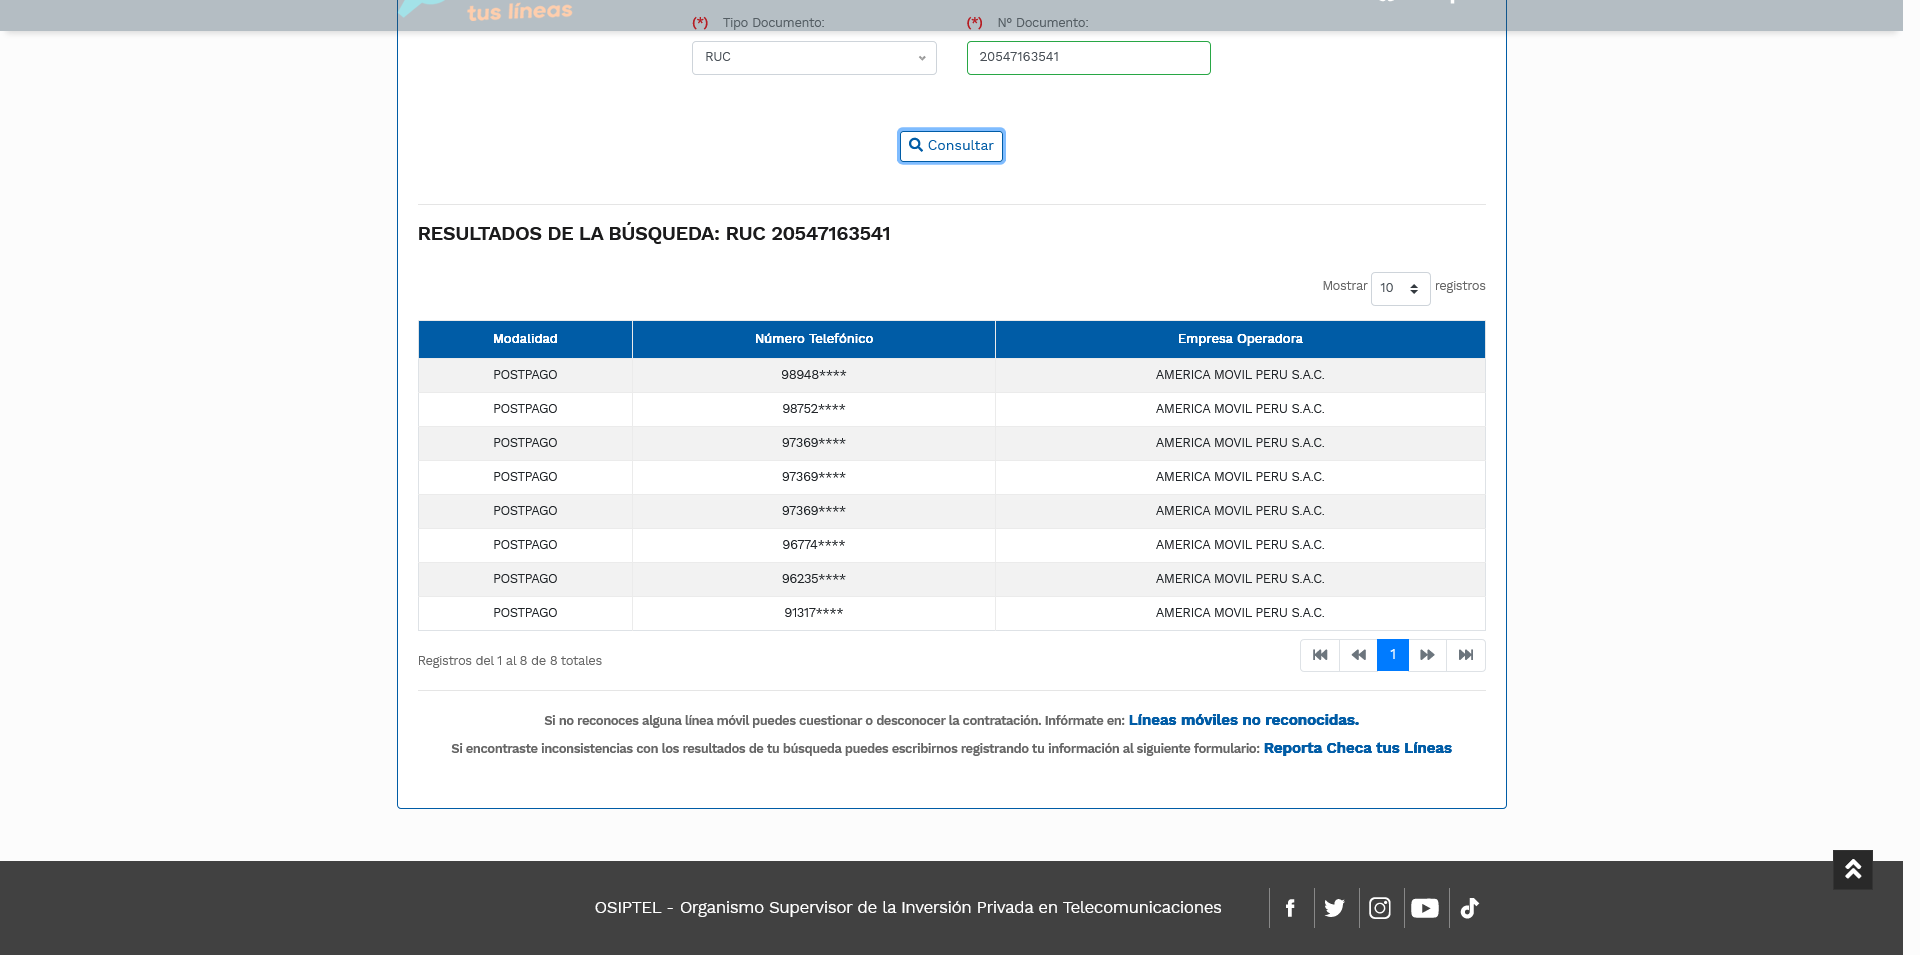 tus líneas
(*) Tipo Documento: (*) Nº Documento:
RUC 20547163541
Consultar
RESULTADOS DE LA BÚSQUEDA: RUC 20547163541
Mostrar 10 registros
Modalidad Número Telefónico Empresa Operadora
POSTPAGO 98948**** AMERICA MOVIL PERU S.A.C.
POSTPAGO 98752**** AMERICA MOVIL PERU S.A.C.
POSTPAGO 97369**** AMERICA MOVIL PERU S.A.C.
POSTPAGO 97369**** AMERICA MOVIL PERU S.A.C.
POSTPAGO 97369**** AMERICA MOVIL PERU S.A.C.
POSTPAGO 96774**** AMERICA MOVIL PERU S.A.C.
POSTPAGO 96235**** AMERICA MOVIL PERU S.A.C.
POSTPAGO 91317**** AMERICA MOVIL PERU S.A.C.
Registros del 1 al 8 de 8 totales 1
Si no reconoces alguna línea móvil puedes cuestionar o desconocer la contratación. Infórmate en: Líneas móviles no reconocidas.
Si encontraste inconsistencias con los resultados de tu búsqueda puedes escribirnos registrando tu información al siguiente formulario: Reporta Checa tus Líneas
OSIPTEL - Organismo Supervisor de la Inversión Privada en Telecomunicaciones